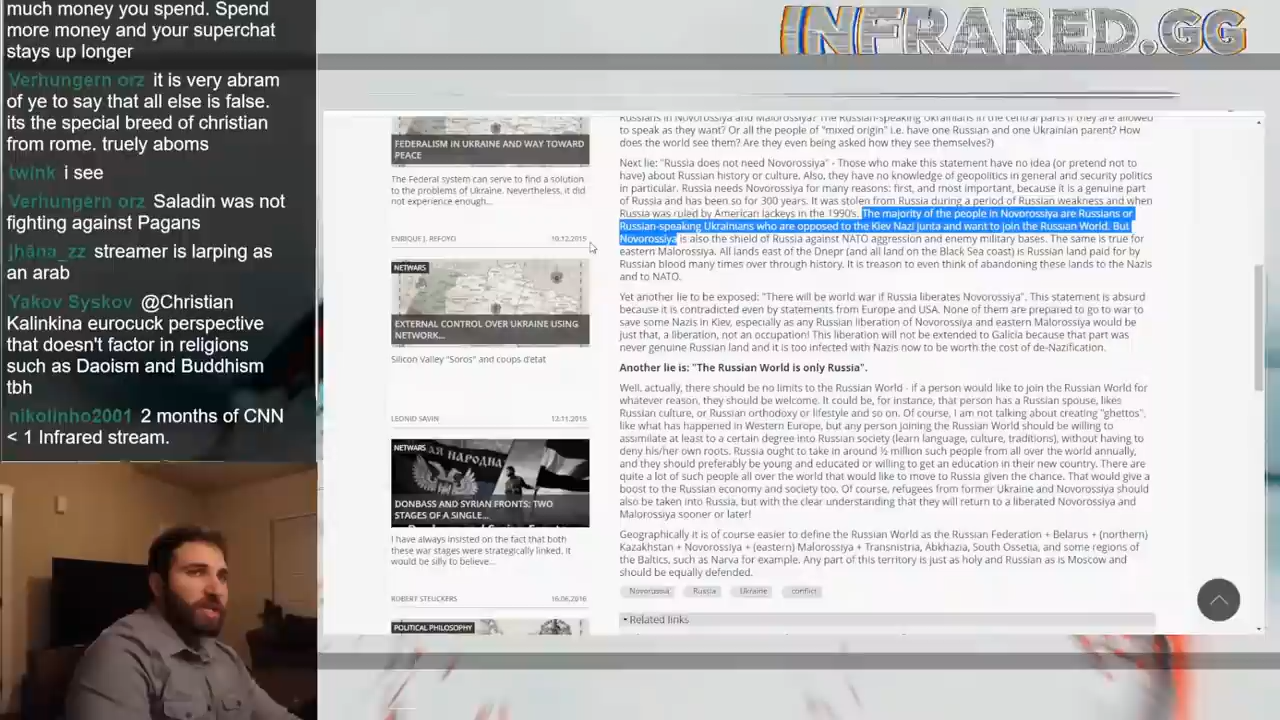 much money you spend. Spend
more money and your superchat
stays up longer
Verhungern orz it is very abram
of ye to say that all else is false.
its the special breed of christian
from rome. truely aboms
twink i see
Verhungern orz Saladin was not
fighting against Pagans
jhāna_zz streamer is larping as
an arab
Yakov Syskov @Christian
Kalinkina eurocuck perspective
that doesn't factor in religions
such as Daoism and Buddhism
tbh
nikolinho2001 2 months of CNN
< 1 Infrared stream.
INFRARED.GG
FEDERALISM IN UKRAINE AND WAY TOWARD
PEACE
The Federal system can serve to find a solution
to the problems of Ukraine. Nevertheless, it did
not experience enough...
ENRIQUE J. REFOYO 10.12.2015
NETWARS
EXTERNAL CONTROL OVER UKRAINE USING
NETWORK...
Silicon Valley "Soros" and coups d'etat
LEONID SAVIN 12.11.2015
NETWARS
АЯ НАРОДНА
DONBASS AND SYRIAN FRONTS: TWO
STAGES OF A SINGLE...
I have always insisted on the fact that both
these war stages were strategically linked. It
would be silly to believe...
ROBERT STEUCKERS 16.06.2016
POLITICAL PHILOSOPHY
Russians in Novorossiya and Malorossiya? The Russian-speaking Ukrainians in the central parts if they are allowed
to speak as they want? Or all the people of "mixed origin" i.e. have one Russian and one Ukrainian parent? How
does the world see them? Are they even being asked how they see themselves?)
Next lie: "Russia does not need Novorossiya" - Those who make this statement have no idea (or pretend not to
have) about Russian history or culture. Also, they have no knowledge of geopolitics in general and security politics
in particular. Russia needs Novorossiya for many reasons: first, and most important, because it is a genuine part
of Russia and has been so for 300 years. It was stolen from Russia during a period of Russian weakness and when
Russia was ruled by American lackeys in the 1990's. The majority of the people in Novorossiya are Russians or
Russian-speaking Ukrainians who are opposed to the Kiev Nazi junta and want to join the Russian World. But
Novorossiya is also the shield of Russia against NATO aggression and enemy military bases. The same is true for
eastern Malorossiya. All lands east of the Dnepr (and all land on the Black Sea coast) is Russian land paid for by
Russian blood many times over through history. It is treason to even think of abandoning these lands to the Nazis
and to NATO.
Yet another lie to be exposed: "There will be world war if Russia liberates Novorossiya". This statement is absurd
because it is contradicted even by statements from Europe and USA. None of them are prepared to go to war to
save some Nazis in Kiev, especially as any Russian liberation of Novorossiya and eastern Malorossiya would be
just that, a liberation, not an occupation! This liberation will not be extended to Galicia because that part was
never genuine Russian land and it is too infected with Nazis now to be worth the cost of de-Nazification.
Another lie is: "The Russian World is only Russia".
Well, actually, there should be no limits to the Russian World - if a person would like to join the Russian World for
whatever reason, they should be welcome. It could be, for instance, that person has a Russian spouse, likes
Russian culture, or Russian orthodoxy or lifestyle and so on. Of course, I am not talking about creating "ghettos",
like what has happened in Western Europe, but any person joining the Russian World should be willing to
assimilate at least to a certain degree into Russian society (learn language, culture, traditions), without having to
deny his/her own roots. Russia ought to take in around ½ million such people from all over the world annually,
and they should preferably be young and educated or willing to get an education in their new country. There are
quite a lot of such people all over the world that would like to move to Russia given the chance. That would give a
boost to the Russian economy and society too. Of course, refugees from former Ukraine and Novorossiya should
also be taken into Russia, but with the clear understanding that they will return to a liberated Novorossiya and
Malorossiya sooner or later!
Geographically it is of course easier to define the Russian World as the Russian Federation + Belarus + (northern)
Kazakhstan + Novorossiya + (eastern) Malorossiya + Transnistria, Abkhazia, South Ossetia, and some regions of
the Baltics, such as Narva for example. Any part of this territory is just as holy and Russian as is Moscow and
should be equally defended.
Novorussia Russia Ukraine conflict
Related links